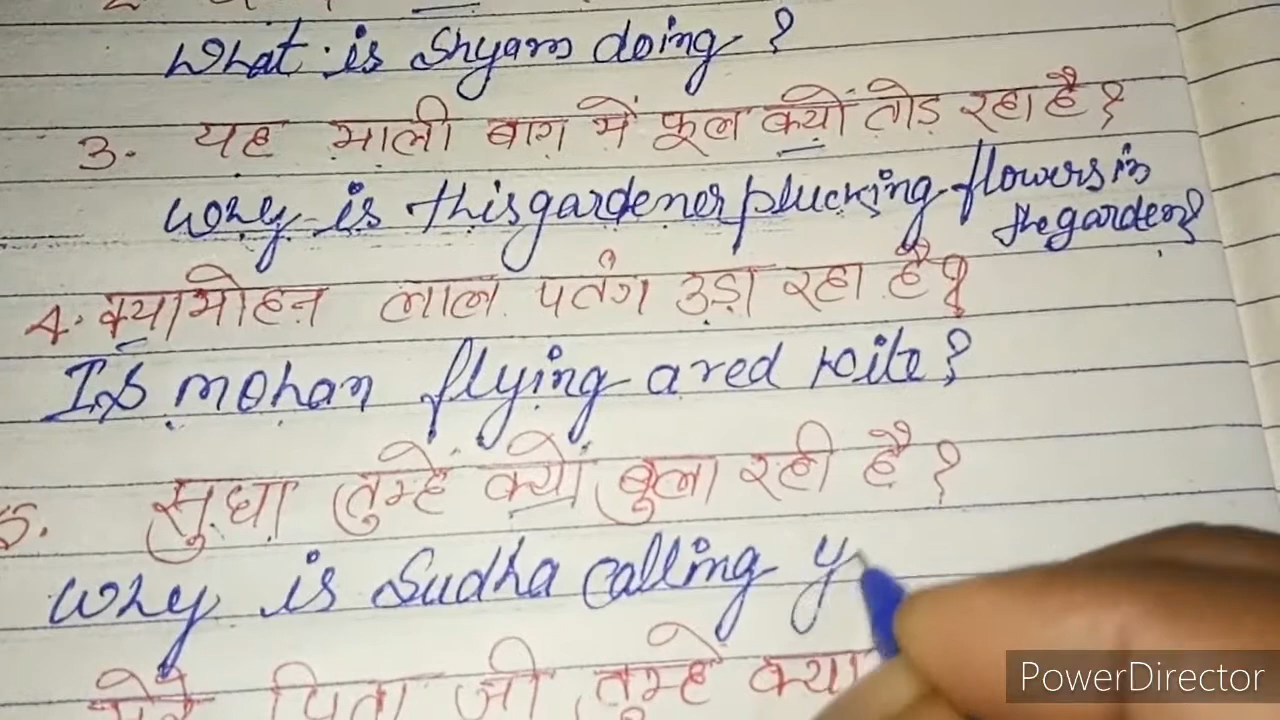 What is Shyam doing?
3. यह माली बाग़ में फूल क्यों तोड़ रहा है?
Why is this gardener plucking flowers in
the garden?
4. क्या मोहन लाल पतंग उड़ा रहा है?
Is mohan flying a red kite?
5. सुधा तुम्हें क्यों बुला रही है?
Why is Sudha calling y
मेरे पिता जी तुम्हे क्या
PowerDirector